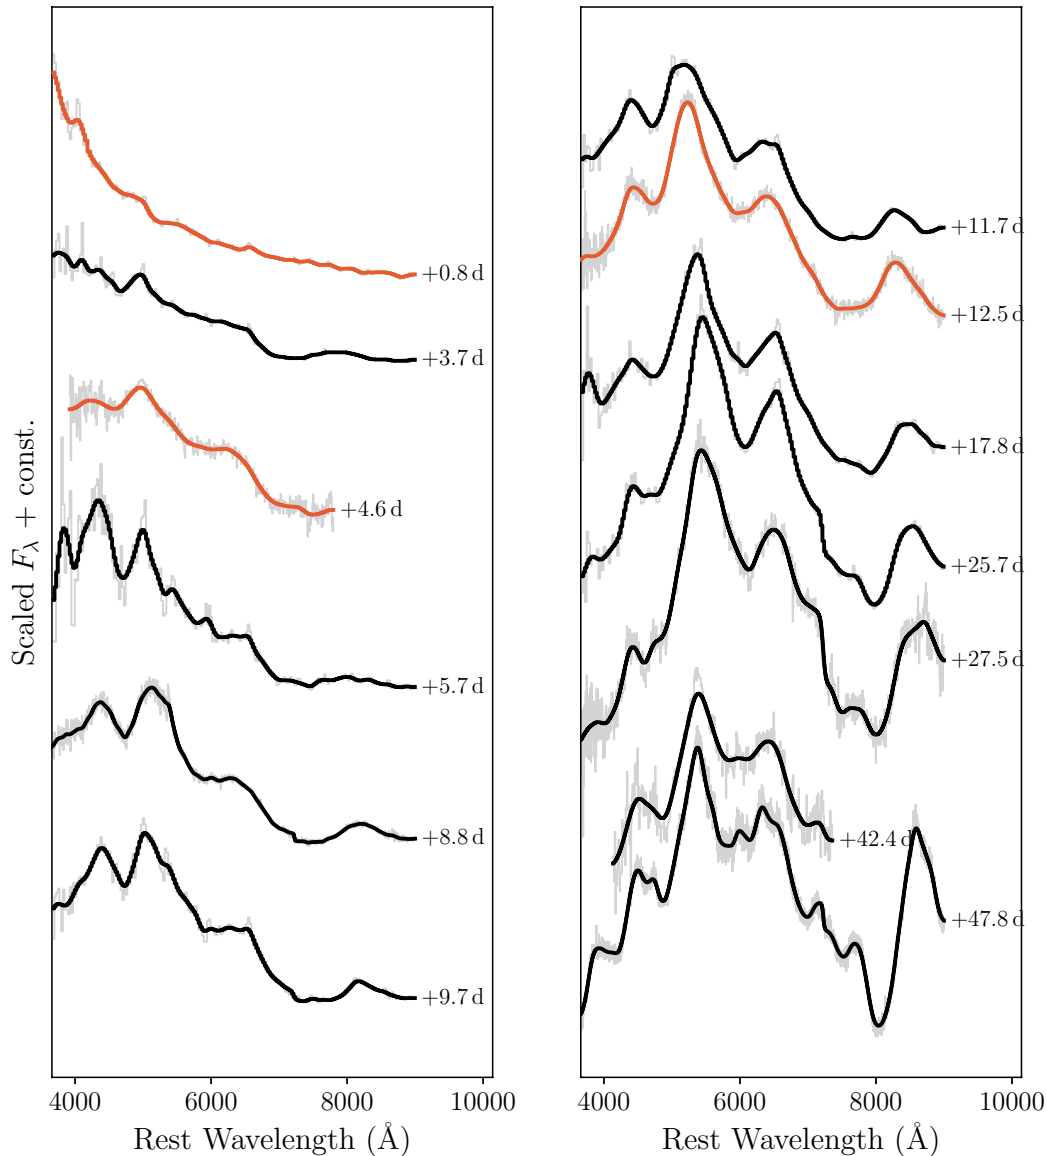 Scaled F_λ + const.
+0.8 d
+3.7 d
+4.6 d
+5.7 d
+8.8 d
+9.7 d
4000 6000 8000 10000
Rest Wavelength (Å)
+11.7 d
+12.5 d
+17.8 d
+25.7 d
+27.5 d
+42.4 d
+47.8 d
4000 6000 8000 10000
Rest Wavelength (Å)